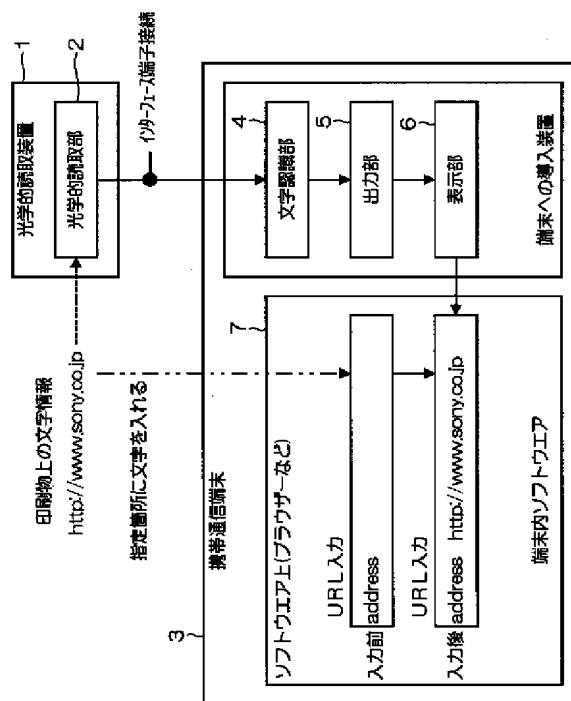 印刷物上の文字情報
http://www.sony.co.jp
光学的読取装置
1
光学的読取部
2
インターフェース端子接続
指定箇所に文字を入れる
3
携帯通信端末
ソフトウエア上(ブラウザーなど)
7
URL入力
入力前
address
URL入力
入力後
address http://www.sony.co.jp
端末内ソフトウエア
文字認識部
4
出力部
5
表示部
6
端末への導入装置